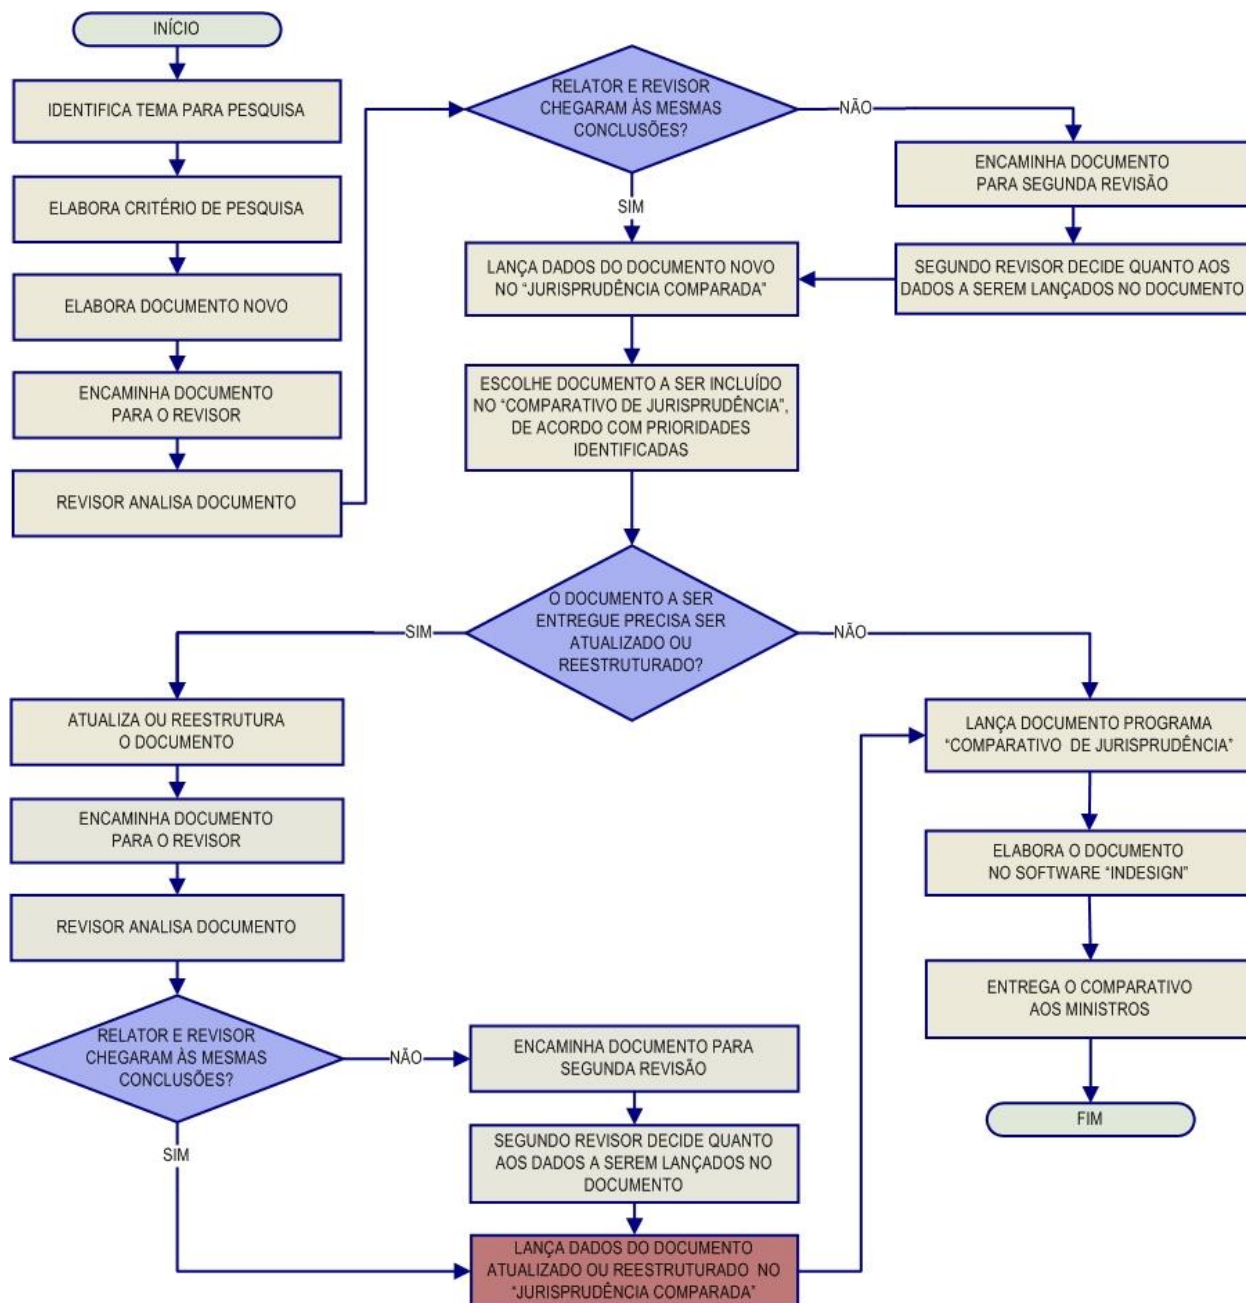 INÍCIO
IDENTIFICA TEMA PARA PESQUISA
ELABORA CRITÉRIO DE PESQUISA
ELABORA DOCUMENTO NOVO
ENCAMINHA DOCUMENTO
PARA O REVISOR
REVISOR ANALISA DOCUMENTO
RELATOR E REVISOR
CHEGARAM ÀS MESMAS
CONCLUSÕES?
NÃO
ENCAMINHA DOCUMENTO
PARA SEGUNDA REVISÃO
SEGUNDO REVISOR DECIDE QUANTO AOS
DADOS A SEREM LANÇADOS NO DOCUMENTO
SIM
LANÇA DADOS DO DOCUMENTO NOVO
NO “JURISPRUDÊNCIA COMPARADA”
ESCOLHE DOCUMENTO A SER INCLUÍDO
NO “COMPARATIVO DE JURISPRUDÊNCIA”,
DE ACORDO COM PRIORIDADES
IDENTIFICADAS
O DOCUMENTO A SER
ENTREGUE PRECISA SER
ATUALIZADO OU
REESTRUTURADO?
SIM
NÃO
ATUALIZA OU REESTRUTURA
O DOCUMENTO
ENCAMINHA DOCUMENTO
PARA O REVISOR
REVISOR ANALISA DOCUMENTO
RELATOR E REVISOR
CHEGARAM ÀS MESMAS
CONCLUSÕES?
NÃO
SIM
ENCAMINHA DOCUMENTO PARA
SEGUNDA REVISÃO
SEGUNDO REVISOR DECIDE QUANTO
AOS DADOS A SEREM LANÇADOS NO
DOCUMENTO
LANÇA DADOS DO DOCUMENTO
ATUALIZADO OU REESTRUTURADO NO
“JURISPRUDÊNCIA COMPARADA”
LANÇA DOCUMENTO PROGRAMA
“COMPARATIVO DE JURISPRUDÊNCIA”
ELABORA O DOCUMENTO
NO SOFTWARE “INDESIGN”
ENTREGA O COMPARATIVO
AOS MINISTROS
FIM